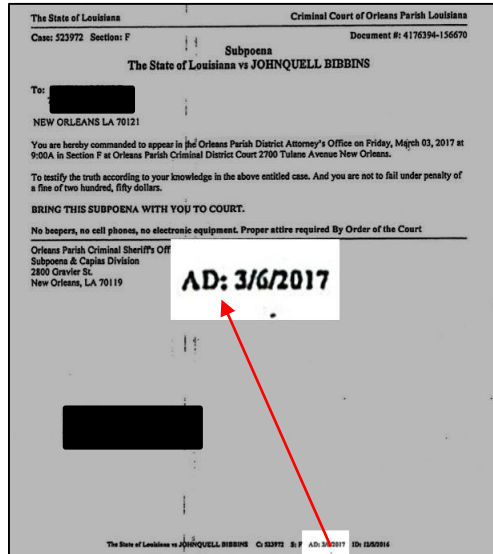 The State of Louisiana Criminal Court of Orleans Parish Louisiana
Case: 523972 Section: F Document #: 4176394-156670
Subpoena
The State of Louisiana vs JOHNQUELL BIBBINS
To:
NEW ORLEANS LA 70121
You are hereby commanded to appear in the Orleans Parish District Attorney's Office on Friday, March 03, 2017 at
9:00A in Section F at Orleans Parish Criminal District Court 2700 Tulane Avenue New Orleans.
To testify the truth according to your knowledge in the above entitled case. And you are not to fail under penalty of
a fine of two hundred, fifty dollars.
BRING THIS SUBPOENA WITH YOU TO COURT.
No beepers, no cell phones, no electronic equipment. Proper attire required By Order of the Court
Orleans Parish Criminal Sheriff's Off
Subpoena & Capias Division
2800 Gravier St.
New Orleans, LA 70119
AD: 3/6/2017
The State of Louisiana vs JOHNQUELL BIBBINS C: 523972 S: F AD: 3/6/2017 ID: 12/5/2016